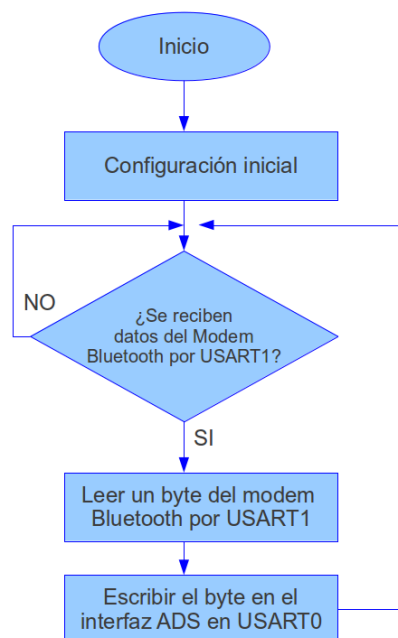 Inicio
Configuración inicial
NO
¿Se reciben
datos del Modem
Bluetooth por USART1?
SI
Leer un byte del modem
Bluetooth por USART1
Escribir el byte en el
interfaz ADS en USART0